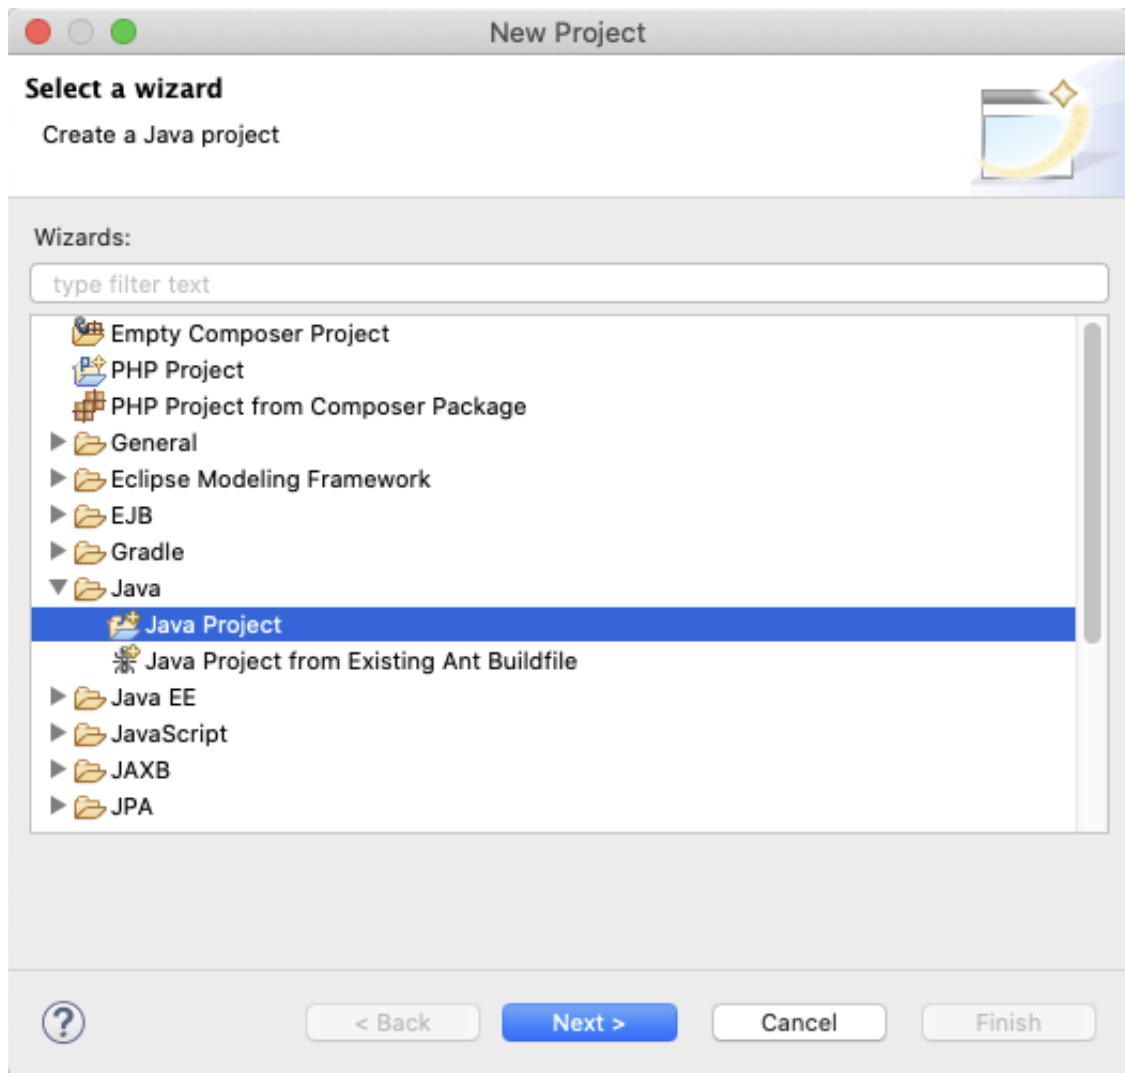 New Project
Select a wizard
Create a Java project
Wizards:
type filter text
Empty Composer Project
PHP Project
PHP Project from Composer Package
General
Eclipse Modeling Framework
EJB
Gradle
Java
Java Project
Java Project from Existing Ant Buildfile
Java EE
JavaScript
JAXB
JPA
? < Back Next > Cancel Finish